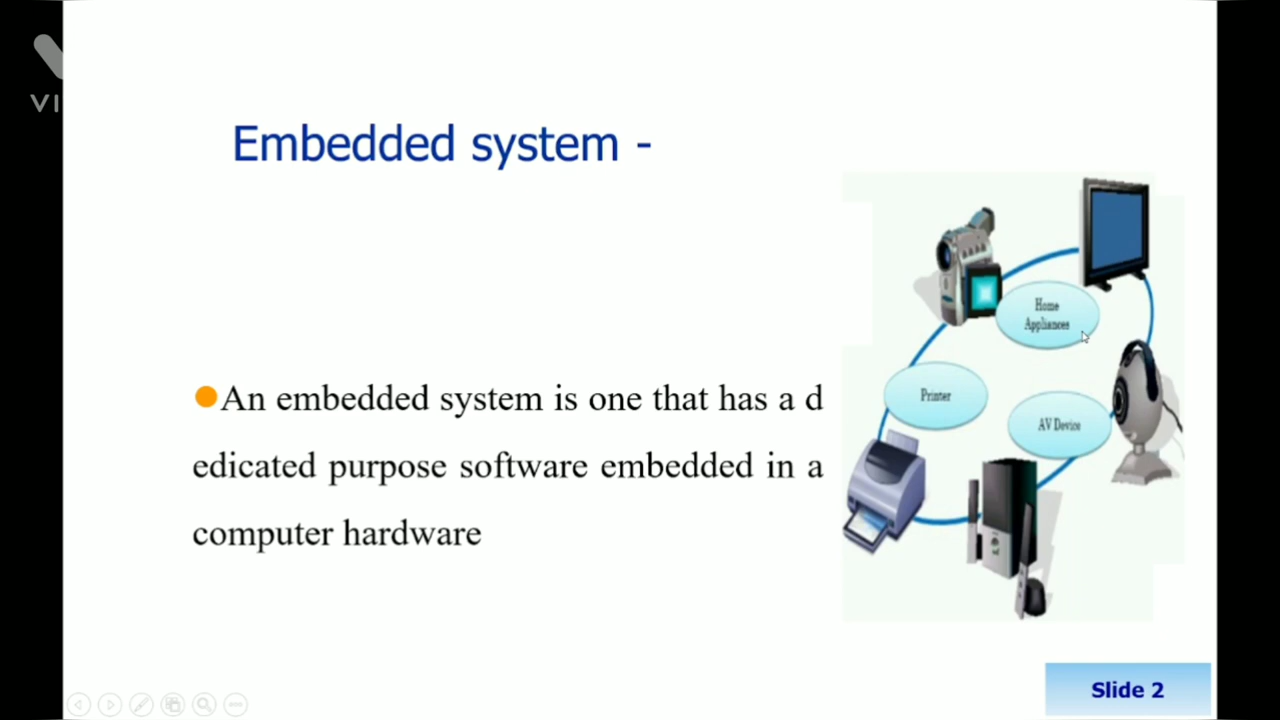 VI
Embedded system -
An embedded system is one that has a d
edicated purpose software embedded in a
computer hardware
Home
Appliances
Printer
AV Device
Slide 2